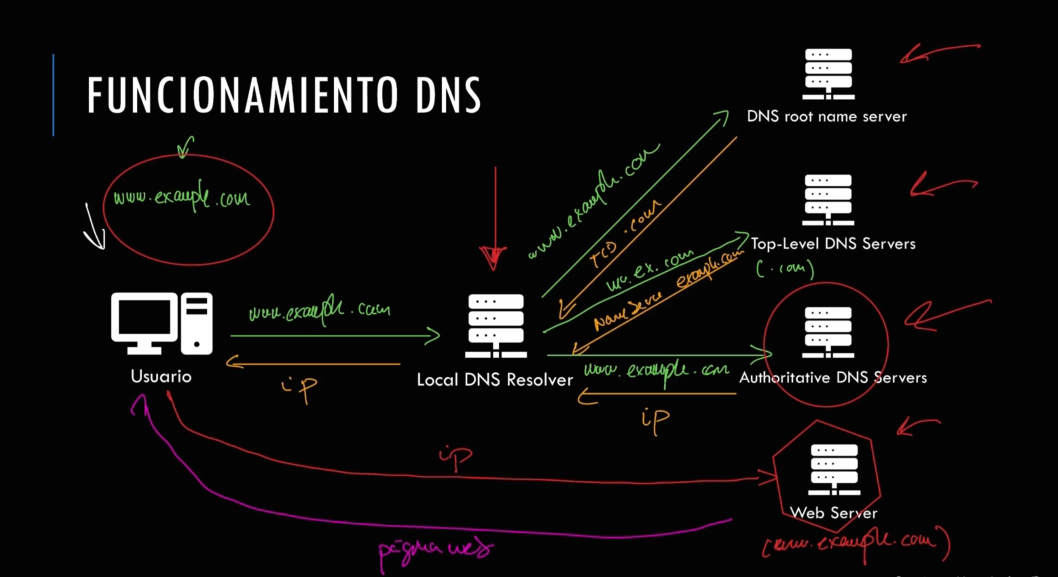 FUNCIONAMIENTO DNS
www.example.com
DNS root name server
www.example.com
TLD .com
Top-Level DNS Servers
(.com)
ww.ex.com
Name Server example.com
www.example.com
Usuario
ip
Local DNS Resolver
www.example.com
ip
Authoritative DNS Servers
ip
Web Server
(www.example.com)
página web